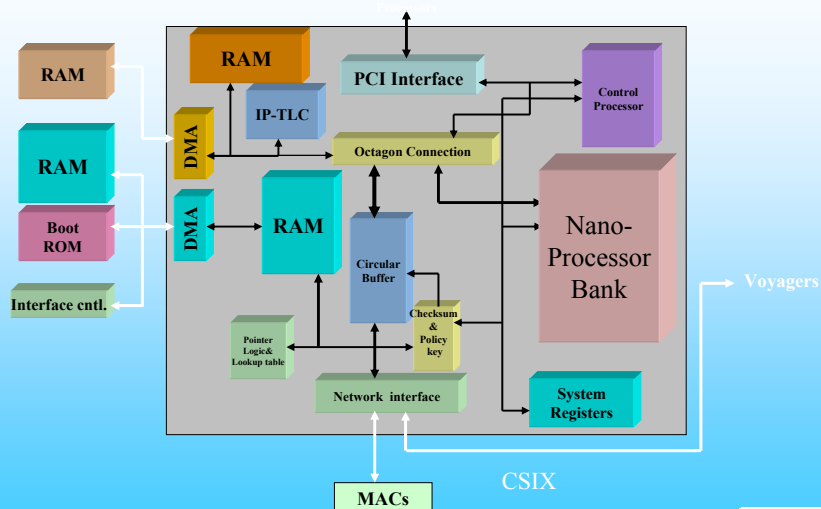 RAM
RAM
PCI Interface
Control
Processor
IP-TLC
DMA
Octagon Connection
RAM
Boot
ROM
DMA
RAM
Nano-
Processor
Bank
Circular
Buffer
Interface cntl.
Voyagers
Checksum
&
Policy
key
Pointer
Logic&
Lookup table
Network interface
System
Registers
CSIX
MACs